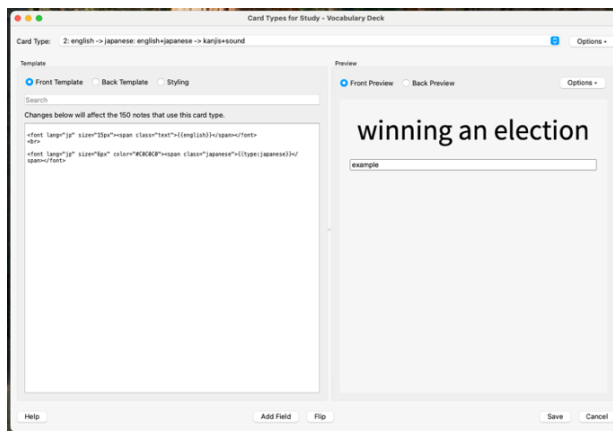 Card Types for Study - Vocabulary Deck
Card Type: 2: english -> japanese: english+japanese -> kanjis+sound Options
Template
Preview
Front Template Back Template Styling
Front Preview Back Preview Options
Search
Changes below will affect the 150 notes that use this card type.
<font lang="jp" size="15px"><span class="text">{{english}}</span></font>
<br>
<font lang="jp" size="6px" color="#C0C0C0"><span class="japanese">{{type:japanese}}</
span></font>
winning an election
example
Help Add Field Flip Save Cancel